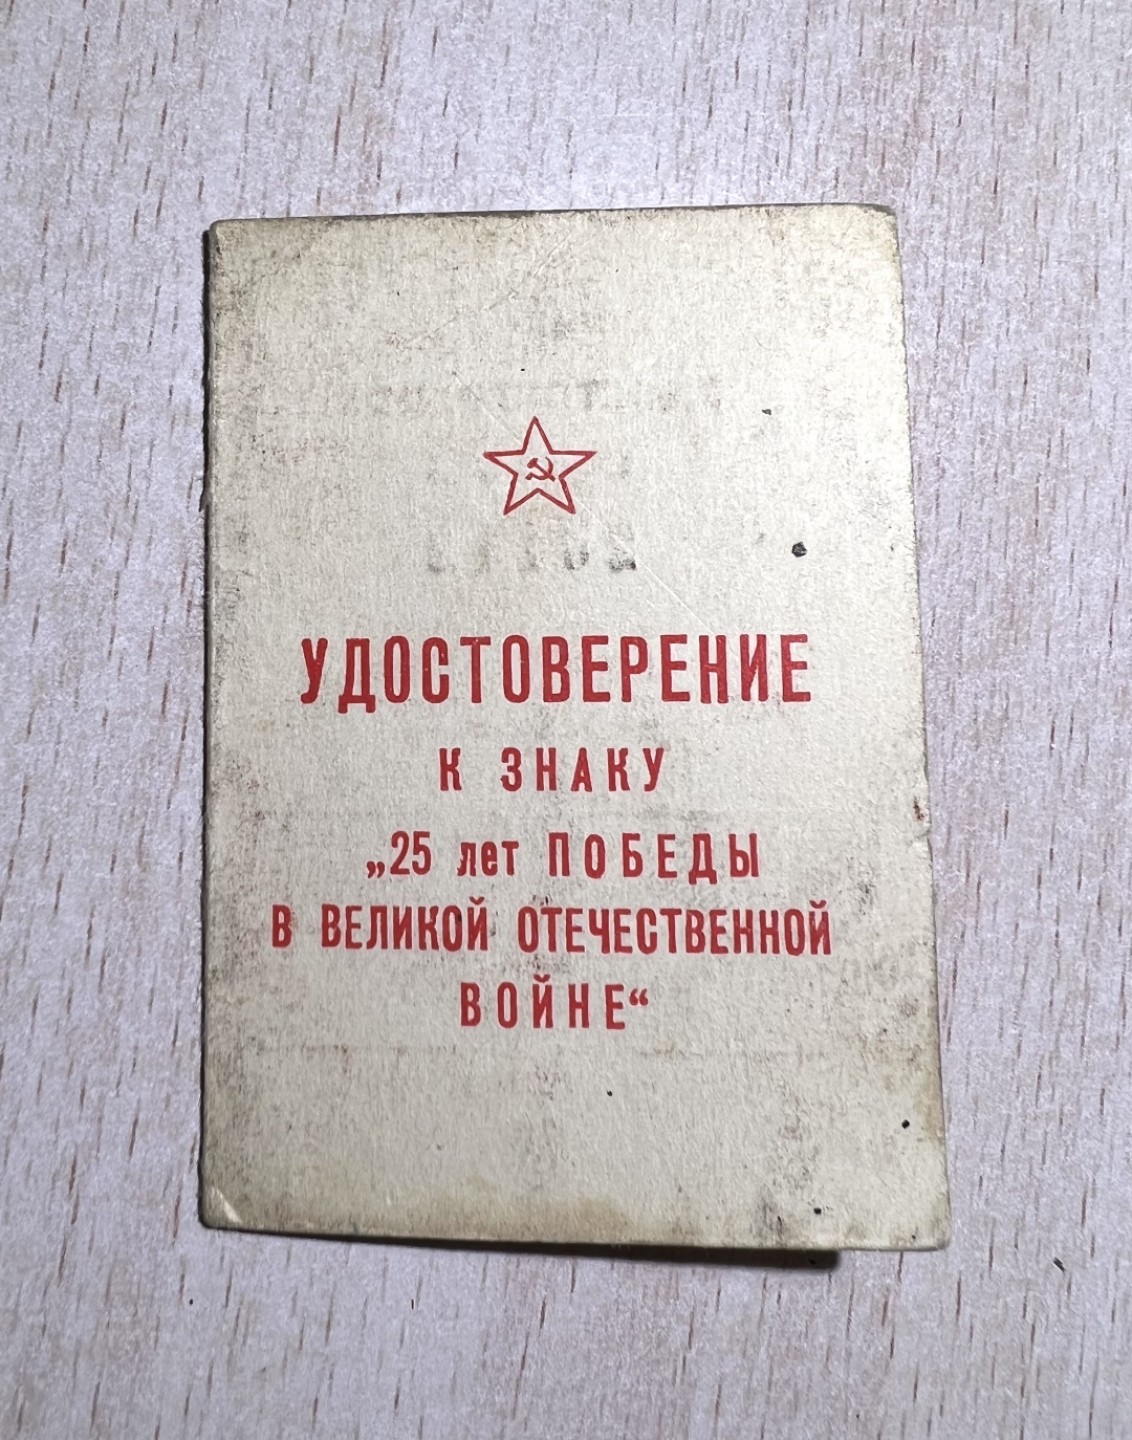 УДОСТОВЕРЕНИЕ
К ЗНАКУ
„25 лет ПОБЕДЫ
В ВЕЛИКОЙ ОТЕЧЕСТВЕННОЙ
ВОЙНЕ“